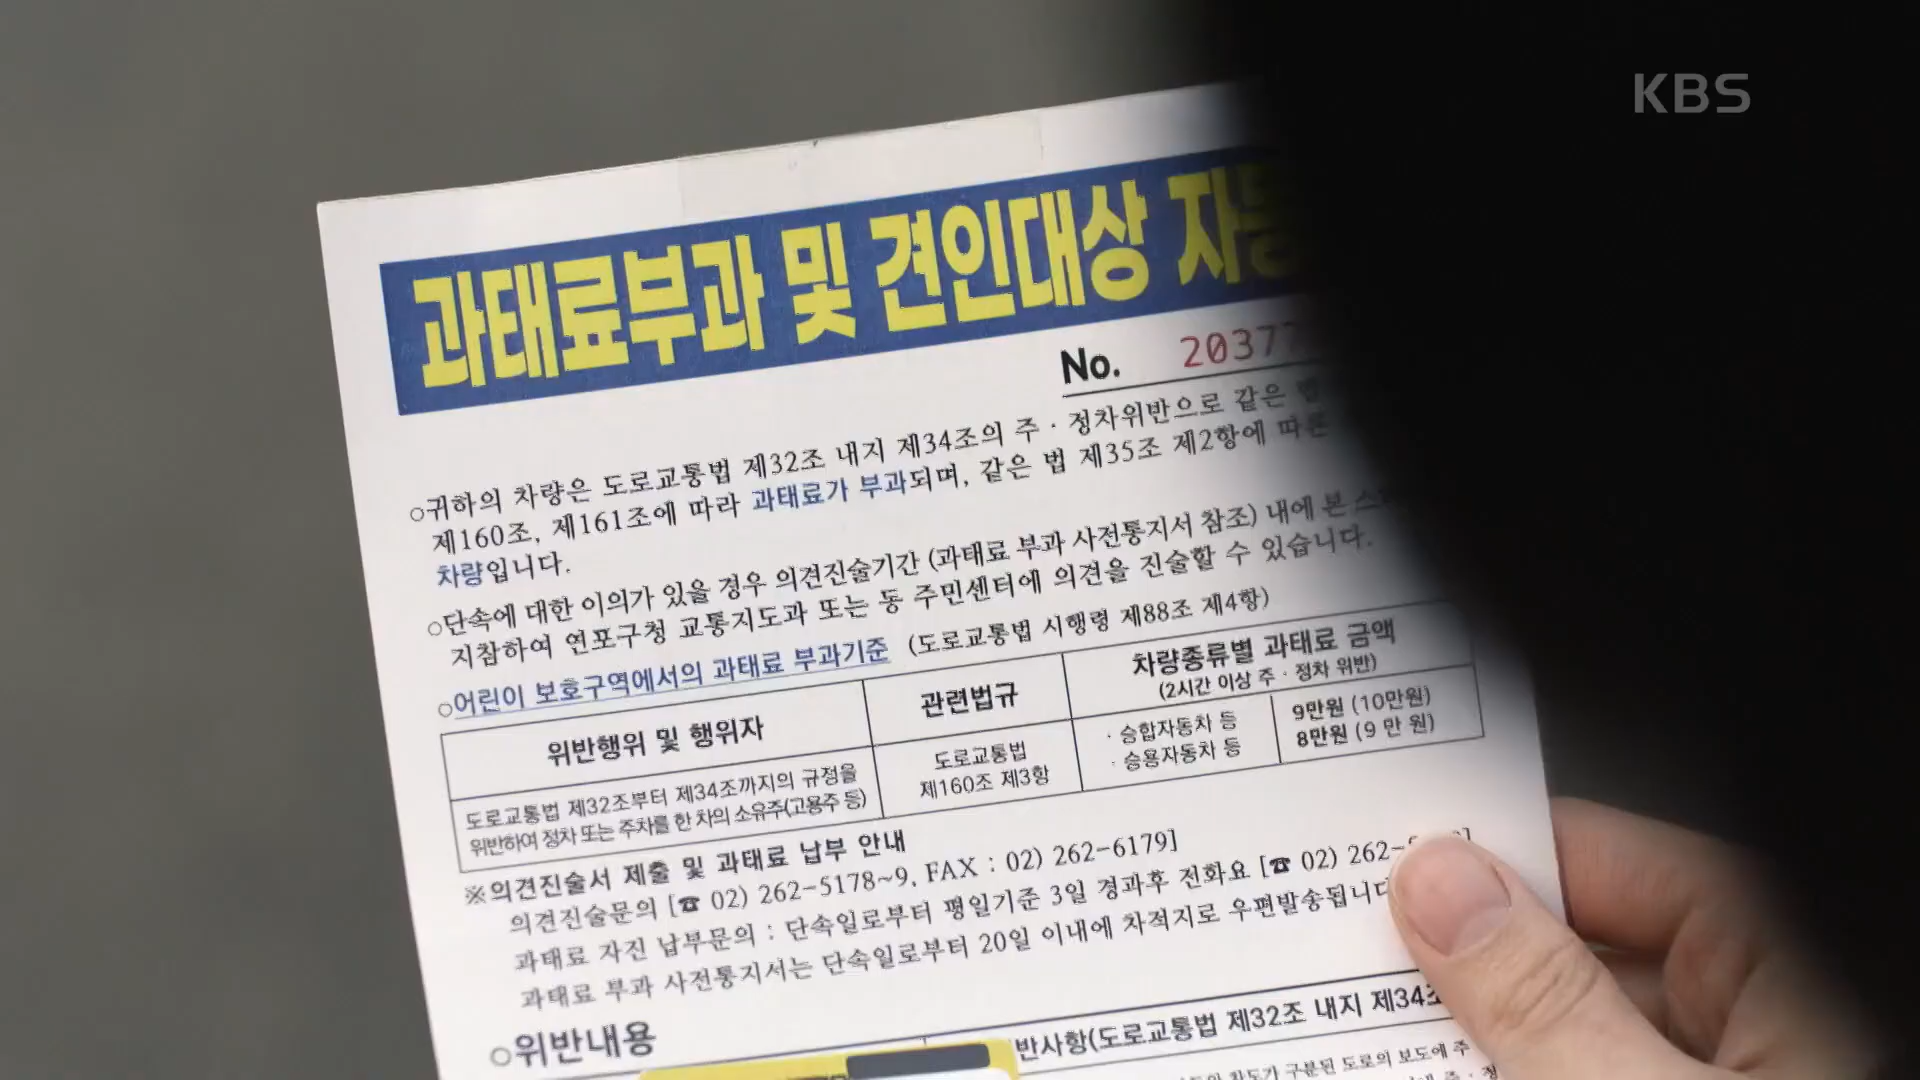 KBS
과태료부과 및 견인대상 자동
No. 20377
○귀하의 차량은 도로교통법 제32조 내지 제34조의 주·정차위반으로 같은 법
제160조, 제161조에 따라 과태료가 부과되며, 같은 법 제35조 제2항에 따른
차량입니다.
○단속에 대한 이의가 있을 경우 의견진술기간 (과태료 부과 사전통지서 참조) 내에 본
지참하여 연포구청 교통지도과 또는 동 주민센터에 의견을 진술할 수 있습니다.
○어린이 보호구역에서의 과태료 부과기준 (도로교통법 시행령 제88조 제4항)
위반행위 및 행위자
관련법규
차량종류별 과태료 금액
(2시간 이상 주·정차 위반)
도로교통법 제32조부터 제34조까지의 규정을
위반하여 정차 또는 주차를 한 차의 소유주(고용주 등)
도로교통법
제160조 제3항
· 승합자동차 등
· 승용자동차 등
9만원 (10만원)
8만원 (9 만 원)
※의견진술서 제출 및 과태료 납부 안내
의견진술문의 [☎ 02) 262-5178~9, FAX : 02) 262-6179]
과태료 자진 납부문의 : 단속일로부터 평일기준 3일 경과후 전화요 [☎ 02) 262-
과태료 부과 사전통지서는 단속일로부터 20일 이내에 차적지로 우편발송됩니다
○위반내용
반사항(도로교통법 제32조 내지 제34조
차도가 구분된 도로의 보도에 주